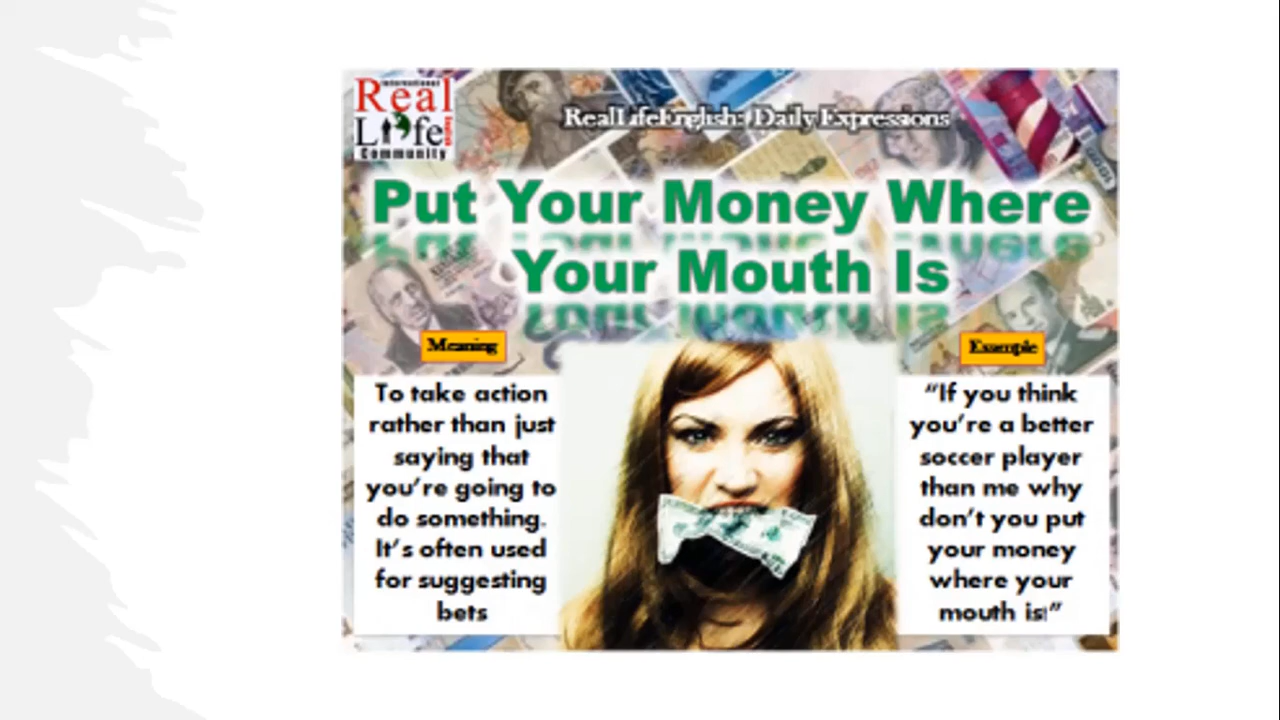 International
Real
Life
English
Community
RealLifeEnglish: Daily Expressions
Put Your Money Where
Your Mouth Is
Meaning
To take action
rather than just
saying that
you're going to
do something.
It's often used
for suggesting
bets
Example
“If you think
you're a better
soccer player
than me why
don't you put
your money
where your
mouth is!”